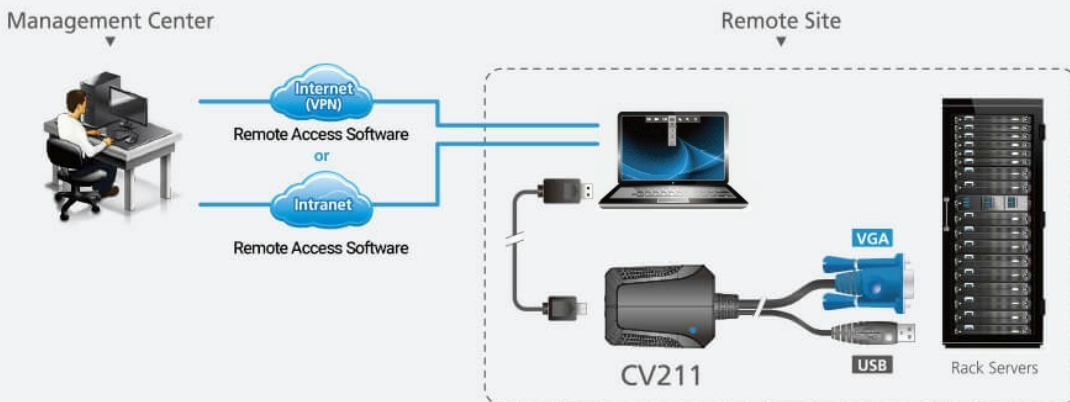 Management Center
Remote Site
Internet
(VPN)
Remote Access Software
or
Intranet
Remote Access Software
VGA
USB
CV211
Rack Servers